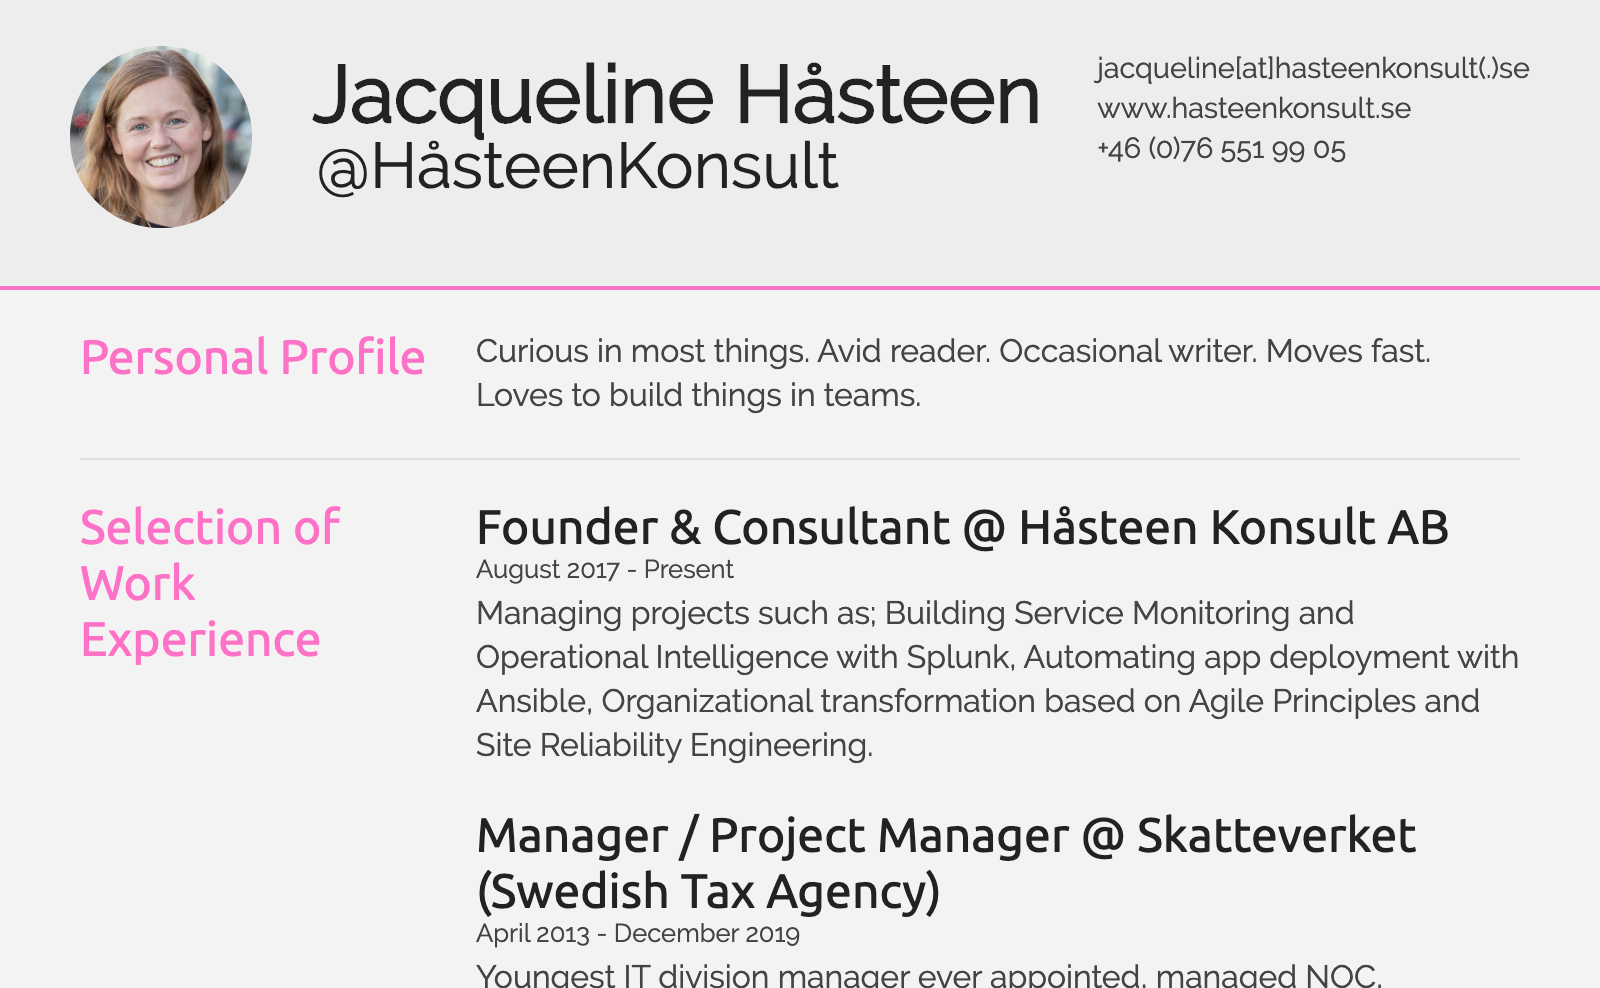 Jacqueline Håsteen
@HåsteenKonsult
jacqueline[at]hasteenkonsult(.)se
www.hasteenkonsult.se
+46 (0)76 551 99 05
Personal Profile
Curious in most things. Avid reader. Occasional writer. Moves fast.
Loves to build things in teams.
Selection of
Work
Experience
Founder & Consultant @ Håsteen Konsult AB
August 2017 - Present
Managing projects such as; Building Service Monitoring and
Operational Intelligence with Splunk, Automating app deployment with
Ansible, Organizational transformation based on Agile Principles and
Site Reliability Engineering.
Manager / Project Manager @ Skatteverket
(Swedish Tax Agency)
April 2013 - December 2019
Youngest IT division manager ever appointed, managed NOC,